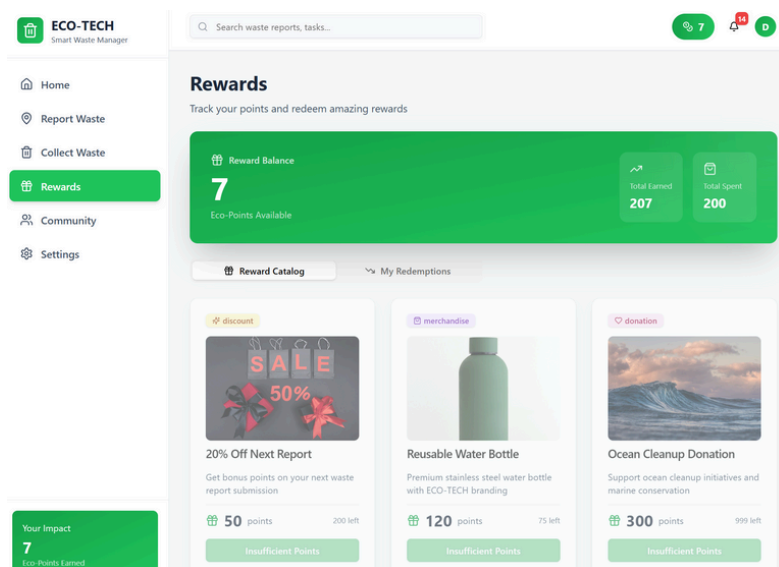 ECO-TECH
Smart Waste Manager
Search waste reports, tasks...
7
14
D
Home
Report Waste
Collect Waste
Rewards
Community
Settings
Rewards
Track your points and redeem amazing rewards
Reward Balance
7
Eco-Points Available
Total Earned
207
Total Spent
200
Reward Catalog
My Redemptions
discount
SALE
50%
20% Off Next Report
Get bonus points on your next waste
report submission
50 points
200 left
Insufficient Points
merchandise
Reusable Water Bottle
Premium stainless steel water bottle
with ECO-TECH branding
120 points
75 left
Insufficient Points
donation
Ocean Cleanup Donation
Support ocean cleanup initiatives and
marine conservation
300 points
999 left
Insufficient Points
Your Impact
7
Eco-Points Earned